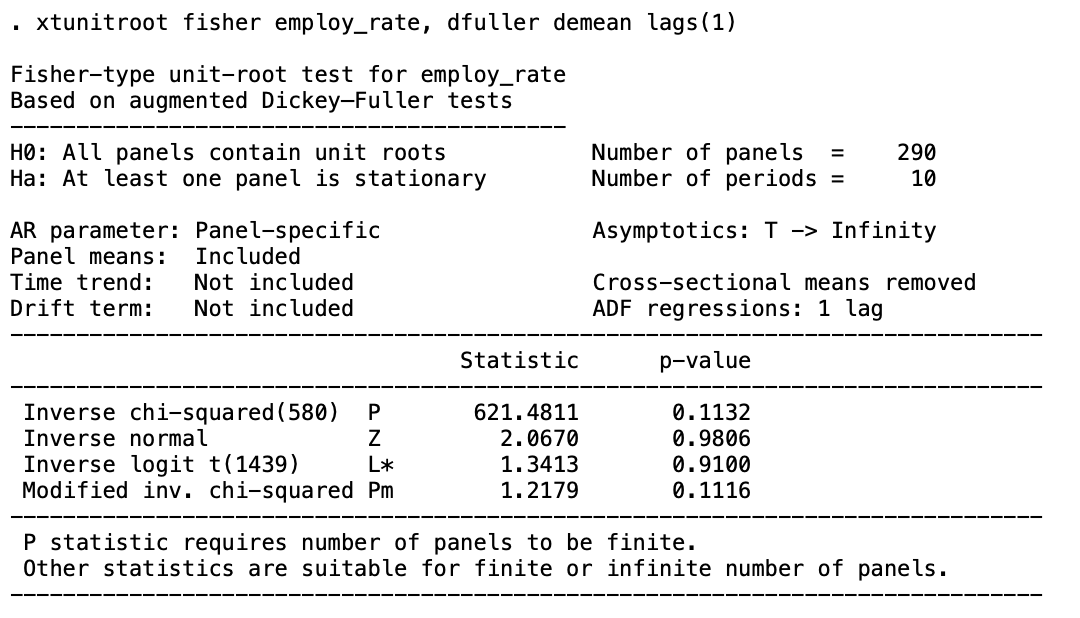 . xtunitroot fisher employ_rate, dfuller demean lags(1)
Fisher-type unit-root test for employ_rate
Based on augmented Dickey–Fuller tests
H0: All panels contain unit roots Number of panels = 290
Ha: At least one panel is stationary Number of periods = 10
AR parameter: Panel-specific Asymptotics: T -> Infinity
Panel means: Included
Time trend: Not included Cross-sectional means removed
Drift term: Not included ADF regressions: 1 lag
Statistic p-value
Inverse chi-squared(580) P 621.4811 0.1132
Inverse normal Z 2.0670 0.9806
Inverse logit t(1439) L* 1.3413 0.9100
Modified inv. chi-squared Pm 1.2179 0.1116
P statistic requires number of panels to be finite.
Other statistics are suitable for finite or infinite number of panels.